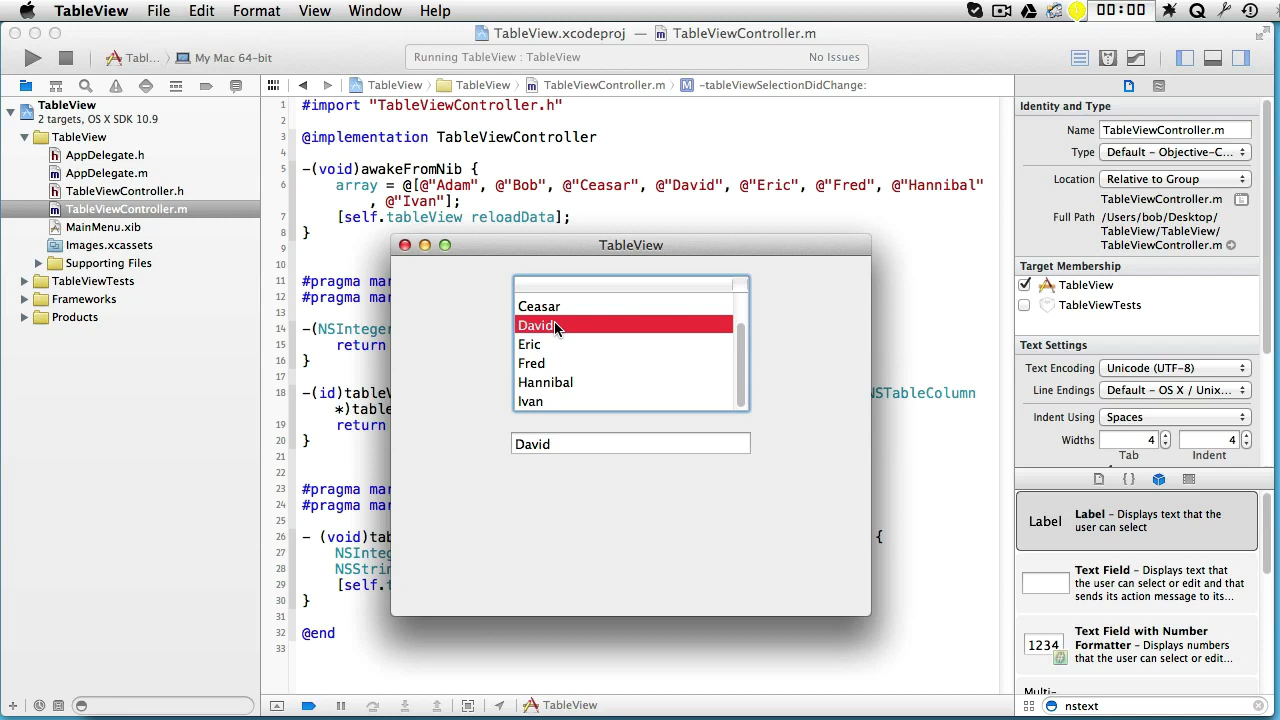 TableView File Edit Format View Window Help 00:00
TableView.xcodeproj — TableViewController.m
Tabl... My Mac 64-bit
Running TableView : TableView No Issues
TableView TableView TableViewController.m M -tableViewSelectionDidChange:
TableView
2 targets, OS X SDK 10.9
TableView
h AppDelegate.h
m AppDelegate.m
h TableViewController.h
m TableViewController.m
MainMenu.xib
Images.xcassets
Supporting Files
TableViewTests
Frameworks
Products
1 #import "TableViewController.h"
2
3 @implementation TableViewController
4
5 -(void)awakeFromNib {
6 array = @[@"Adam", @"Bob", @"Ceasar", @"David", @"Eric", @"Fred", @"Hannibal"
, @"Ivan"];
7 [self.tableView reloadData];
8 }
9
10
11 #pragma mar
12 #pragma mar
13
14 -(NSInteger
15 return
16 }
17
18 -(id)tableV NSTableColumn
*)table
19 return
20 }
21
22
23 #pragma mar
24 #pragma mar
25
26 - (void)tab {
27 NSInteg
28 NSStrin
29 [self.t
30 }
31
32 @end
33
TableView
Ceasar
David
Eric
Fred
Hannibal
Ivan
David
Identity and Type
Name TableViewController.m
Type Default - Objective-C...
Location Relative to Group
TableViewController.m
Full Path /Users/bob/Desktop/
TableView/TableView/
TableViewController.m
Target Membership
TableView
TableViewTests
Text Settings
Text Encoding Unicode (UTF-8)
Line Endings Default - OS X / Unix...
Indent Using Spaces
Widths 4 4
Tab Indent
Label Label - Displays text that the
user can select
Text Field - Displays text that
the user can select or edit and that
sends its action message to its...
1234 Text Field with Number
Formatter - Displays numbers
that the user can select or edit...
TableView
nstext